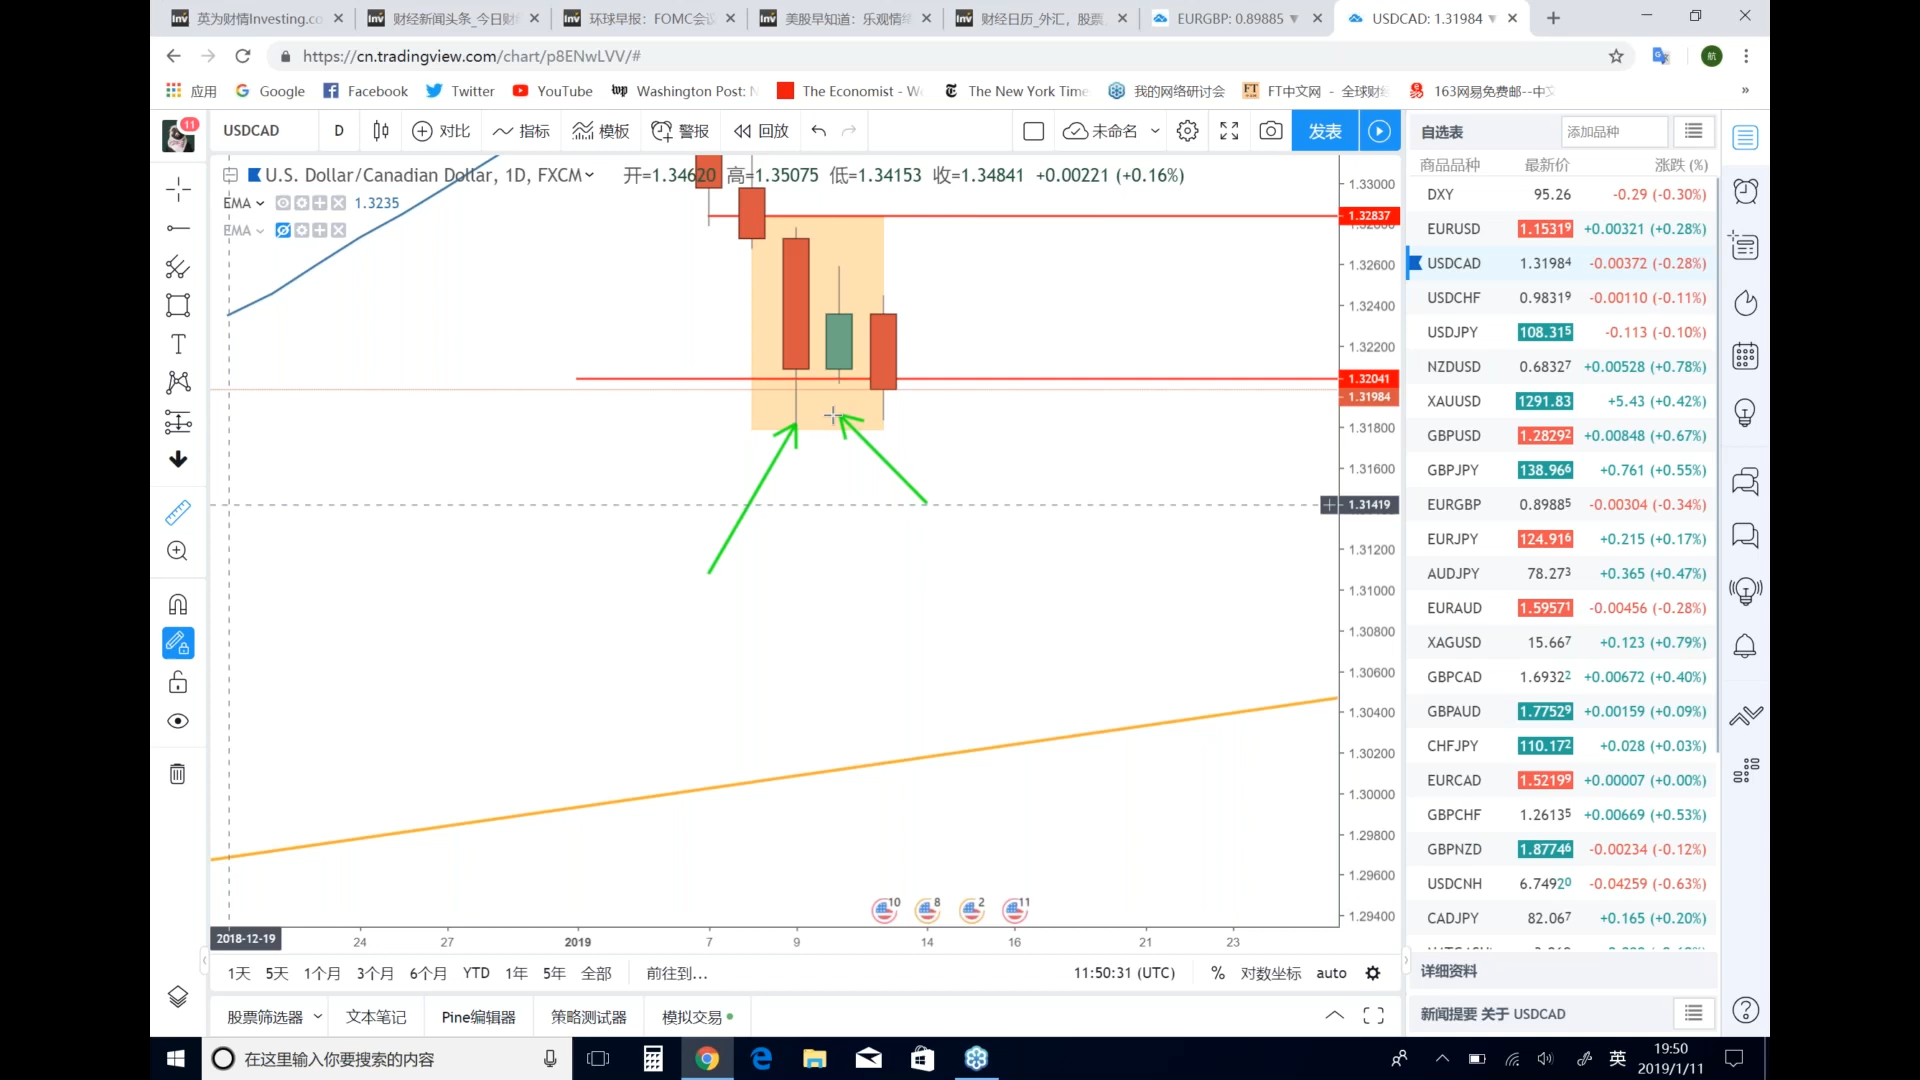 英为财情Investing.co
财经新闻头条_今日财
环球早报：FOMC会议
美股早知道：乐观情绪
财经日历_外汇，股票
EURGBP: 0.89885 ▼
USDCAD: 1.31984 ▼
https://cn.tradingview.com/chart/p8ENwLVV/#
应用
Google
Facebook
Twitter
YouTube
Washington Post: N
The Economist - W
The New York Time
我的网络研讨会
FT中文网 - 全球财经
163网易免费邮--中文
11
USDCAD
D
对比
指标
模板
警报
回放
未命名
发表
U.S. Dollar/Canadian Dollar, 1D, FXCM
开=1.34620 高=1.35075 低=1.34153 收=1.34841 +0.00221 (+0.16%)
EMA 1.3235
EMA
1.33000
1.32837
1.32600
1.32400
1.32200
1.32041
1.31984
1.31800
1.31600
1.31419
1.31200
1.31000
1.30800
1.30600
1.30400
1.30200
1.30000
1.29800
1.29600
1.29400
10
8
2
11
2018-12-19
24
27
2019
7
9
14
16
21
23
1天 5天 1个月 3个月 6个月 YTD 1年 5年 全部 前往到...
11:50:31 (UTC)
% 对数坐标 auto
股票筛选器
文本笔记
Pine编辑器
策略测试器
模拟交易
自选表
添加品种
商品品种 最新价 涨跌 (%)
DXY 95.26 -0.29 (-0.30%)
EURUSD 1.15319 +0.00321 (+0.28%)
USDCAD 1.31984 -0.00372 (-0.28%)
USDCHF 0.98319 -0.00110 (-0.11%)
USDJPY 108.315 -0.113 (-0.10%)
NZDUSD 0.68327 +0.00528 (+0.78%)
XAUUSD 1291.83 +5.43 (+0.42%)
GBPUSD 1.28292 +0.00848 (+0.67%)
GBPJPY 138.966 +0.761 (+0.55%)
EURGBP 0.89885 -0.00304 (-0.34%)
EURJPY 124.916 +0.215 (+0.17%)
AUDJPY 78.273 +0.365 (+0.47%)
EURAUD 1.59571 -0.00456 (-0.28%)
XAGUSD 15.667 +0.123 (+0.79%)
GBPCAD 1.69322 +0.00672 (+0.40%)
GBPAUD 1.77529 +0.00159 (+0.09%)
CHFJPY 110.172 +0.028 (+0.03%)
EURCAD 1.52199 +0.00007 (+0.00%)
GBPCHF 1.26135 +0.00669 (+0.53%)
GBPNZD 1.87746 -0.00234 (-0.12%)
USDCNH 6.74920 -0.04259 (-0.63%)
CADJPY 82.067 +0.165 (+0.20%)
详细资料
新闻提要 关于 USDCAD
在这里输入你要搜索的内容
英
19:50
2019/1/11